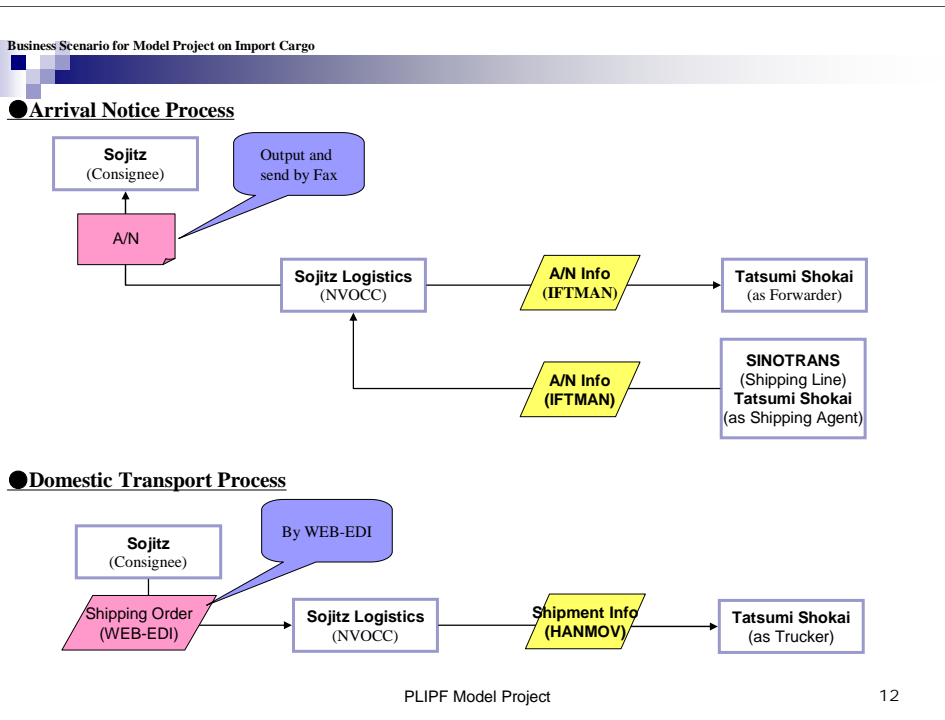 Business Scenario for Model Project on Import Cargo
●Arrival Notice Process
Sojitz
(Consignee)
Output and
send by Fax
A/N
Sojitz Logistics
(NVOCC)
A/N Info
(IFTMAN)
Tatsumi Shokai
(as Forwarder)
A/N Info
(IFTMAN)
SINOTRANS
(Shipping Line)
Tatsumi Shokai
(as Shipping Agent)
●Domestic Transport Process
Sojitz
(Consignee)
By WEB-EDI
Shipping Order
(WEB-EDI)
Sojitz Logistics
(NVOCC)
Shipment Info
(HANMOV)
Tatsumi Shokai
(as Trucker)
PLIPF Model Project
12